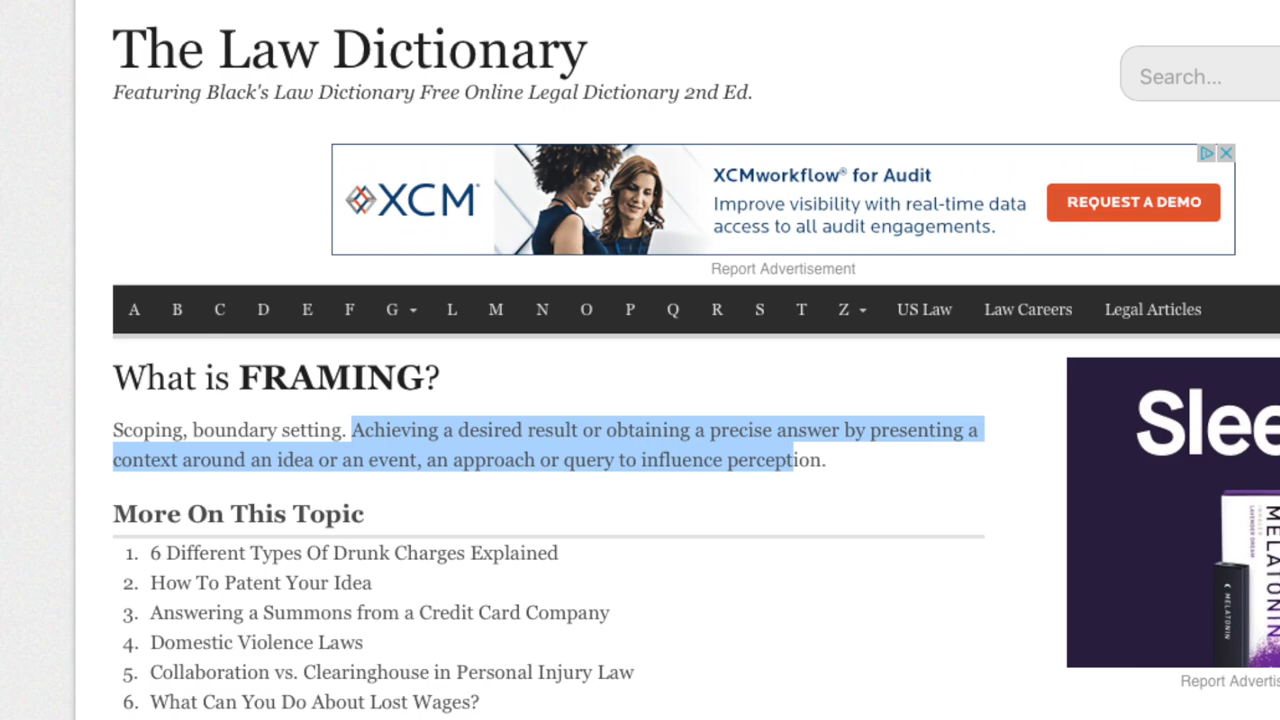 The Law Dictionary
Featuring Black's Law Dictionary Free Online Legal Dictionary 2nd Ed.
Search...
XCM
XCMworkflow® for Audit
Improve visibility with real-time data
access to all audit engagements.
REQUEST A DEMO
Report Advertisement
A B C D E F G L M N O P Q R S T Z US Law Law Careers Legal Articles
What is FRAMING?
Scoping, boundary setting. Achieving a desired result or obtaining a precise answer by presenting a
context around an idea or an event, an approach or query to influence perception.
More On This Topic
1. 6 Different Types Of Drunk Charges Explained
2. How To Patent Your Idea
3. Answering a Summons from a Credit Card Company
4. Domestic Violence Laws
5. Collaboration vs. Clearinghouse in Personal Injury Law
6. What Can You Do About Lost Wages?
Slee
MELATONIN
LAVENDER DREAM
MELATONIN
Report Advertis